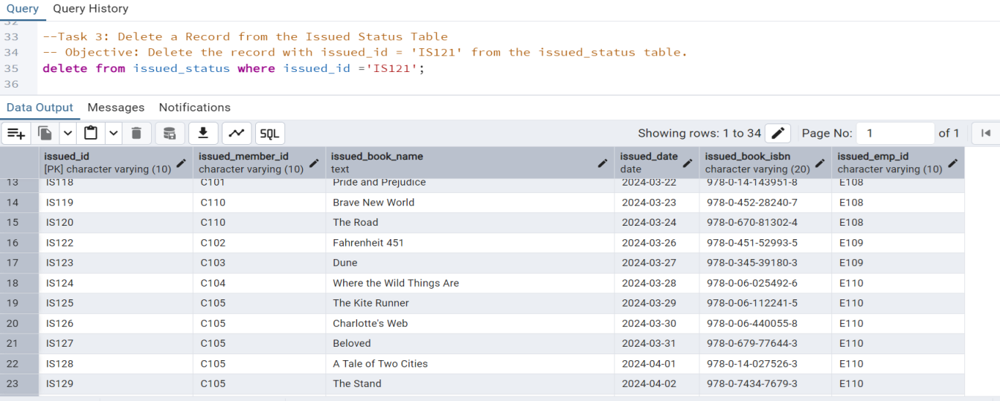 Query Query History
32
33 --Task 3: Delete a Record from the Issued Status Table
34 -- Objective: Delete the record with issued_id = 'IS121' from the issued_status table.
35 delete from issued_status where issued_id ='IS121';
36
Data Output Messages Notifications
SQL Showing rows: 1 to 34 Page No: 1 of 1
issued_id issued_member_id issued_book_name issued_date issued_book_isbn issued_emp_id
[PK] character varying (10) character varying (10) text date character varying (20) character varying (10)
13 IS118 C101 Pride and Prejudice 2024-03-22 978-0-14-143951-8 E108
14 IS119 C110 Brave New World 2024-03-23 978-0-452-28240-7 E108
15 IS120 C110 The Road 2024-03-24 978-0-670-81302-4 E108
16 IS122 C102 Fahrenheit 451 2024-03-26 978-0-451-52993-5 E109
17 IS123 C103 Dune 2024-03-27 978-0-345-39180-3 E109
18 IS124 C104 Where the Wild Things Are 2024-03-28 978-0-06-025492-6 E110
19 IS125 C105 The Kite Runner 2024-03-29 978-0-06-112241-5 E110
20 IS126 C105 Charlotte's Web 2024-03-30 978-0-06-440055-8 E110
21 IS127 C105 Beloved 2024-03-31 978-0-679-77644-3 E110
22 IS128 C105 A Tale of Two Cities 2024-04-01 978-0-14-027526-3 E110
23 IS129 C105 The Stand 2024-04-02 978-0-7434-7679-3 E110